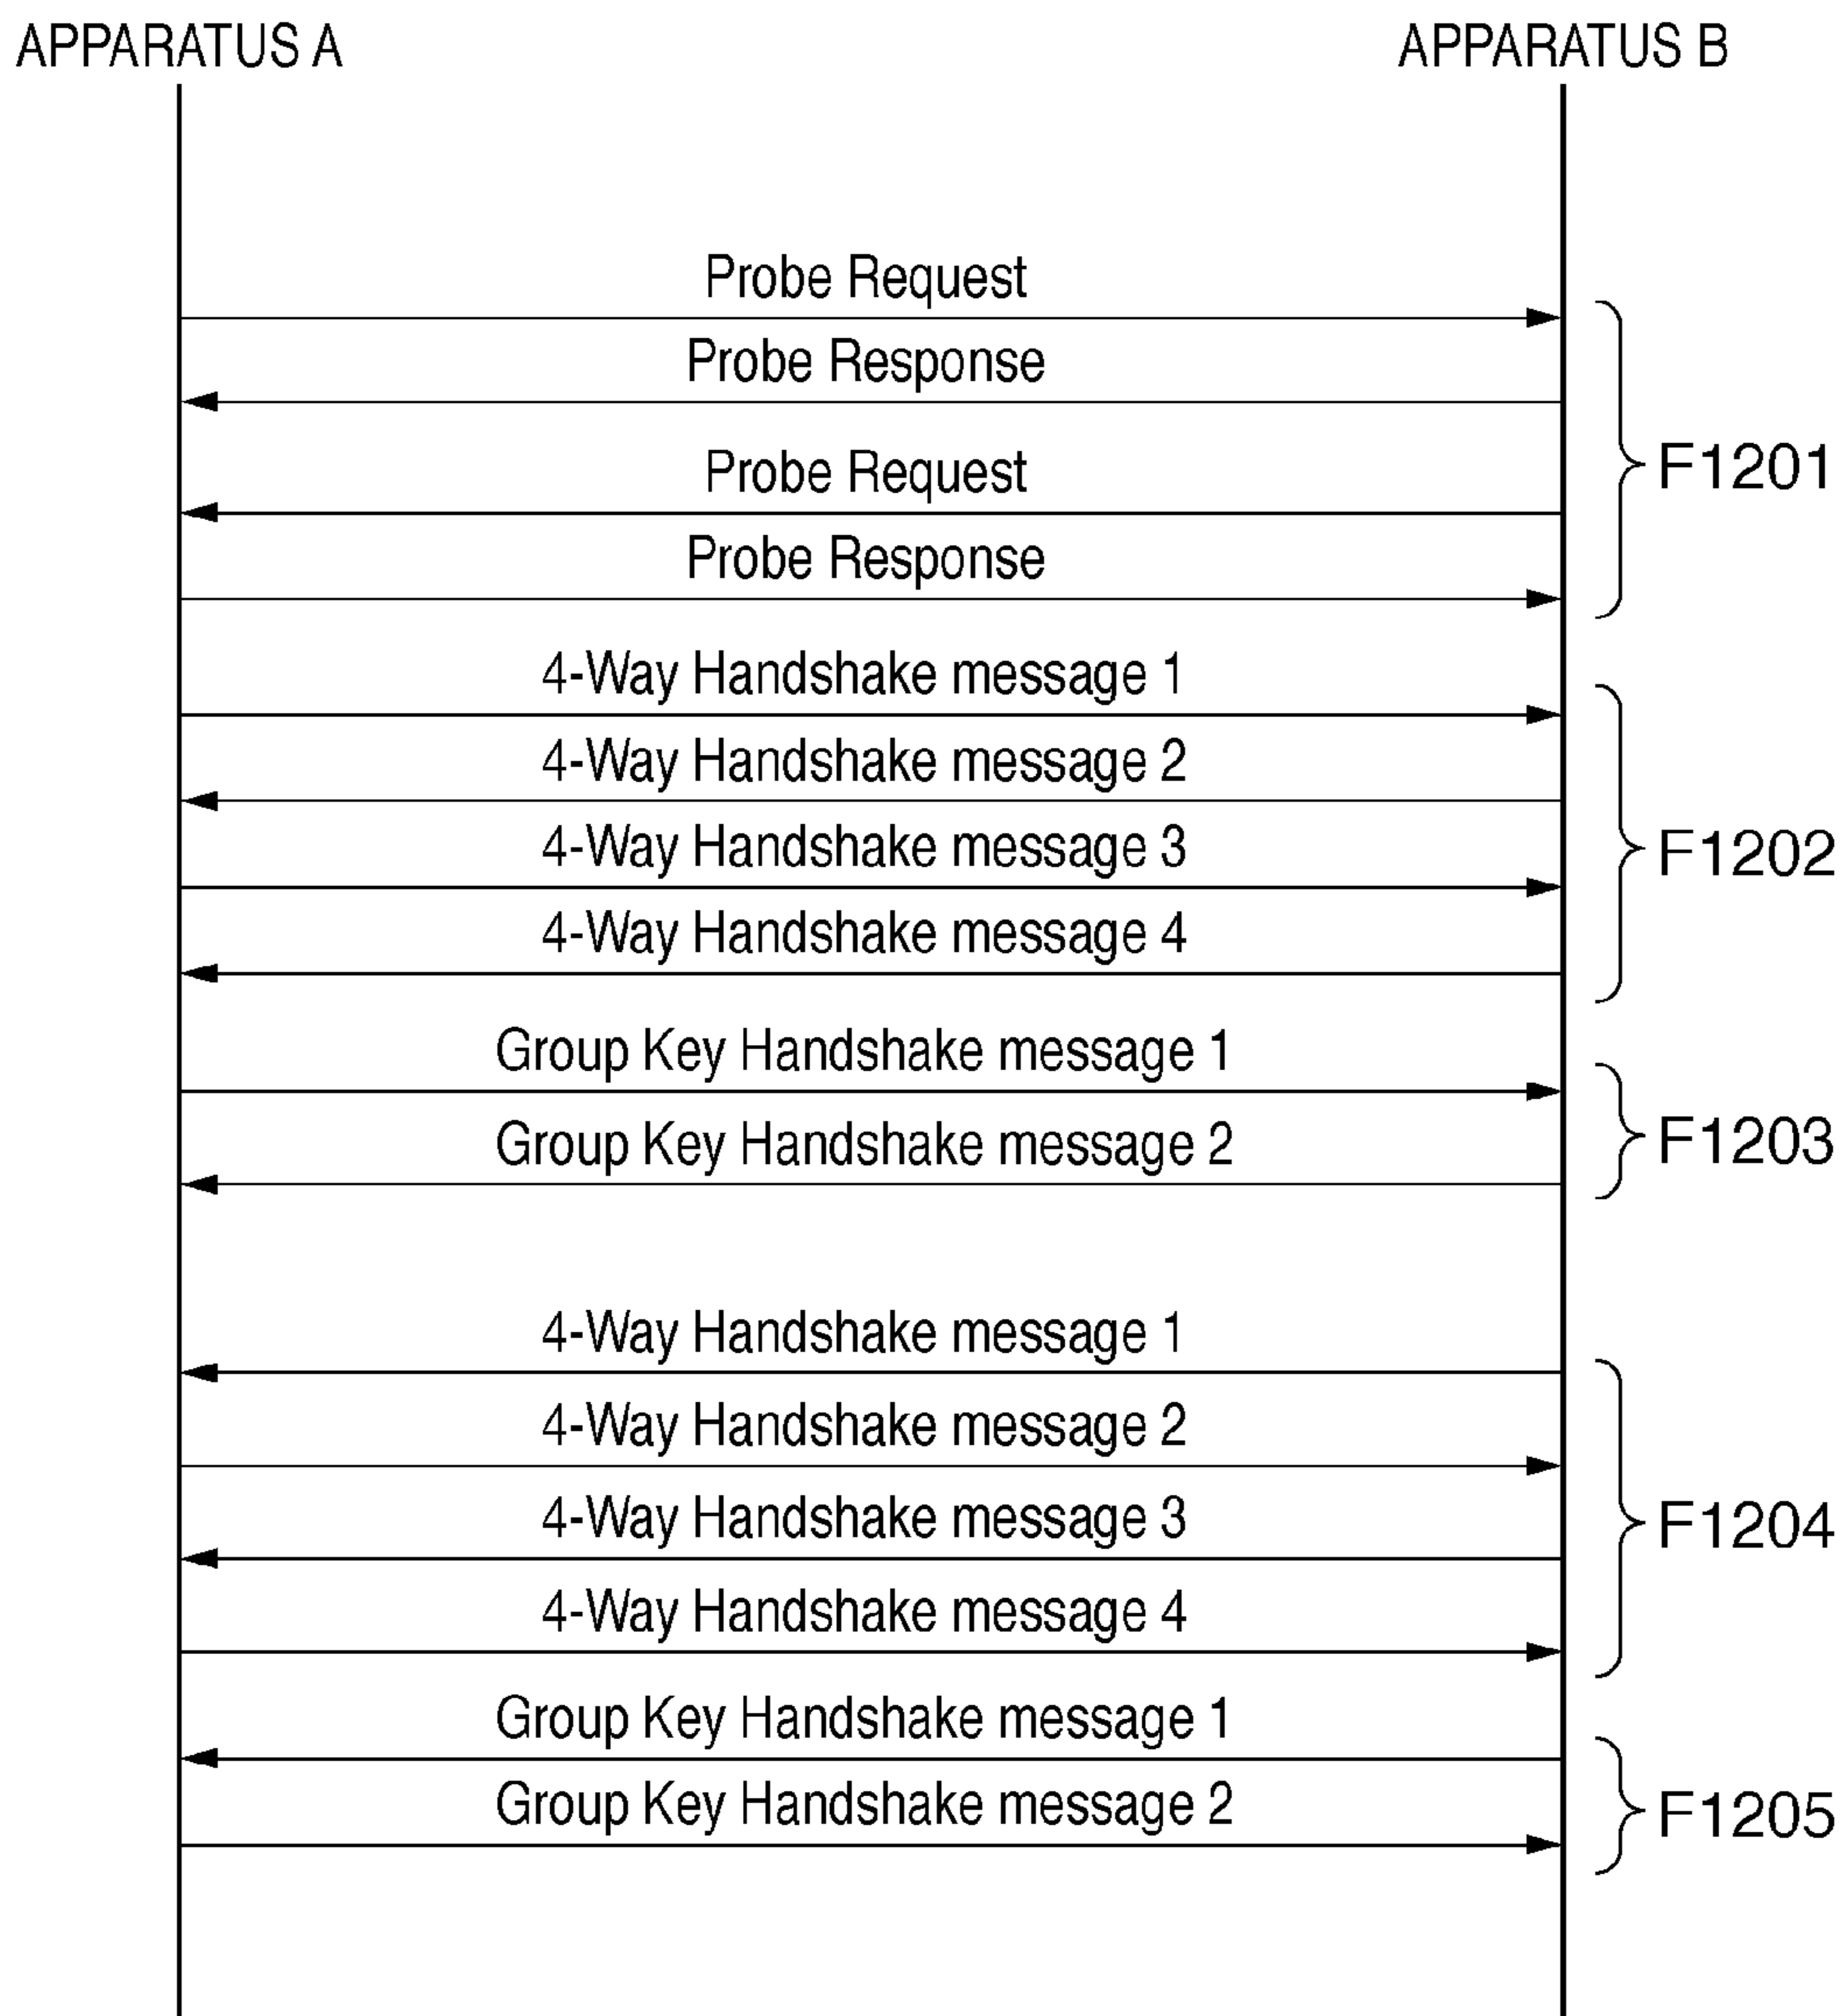 APPARATUS A
APPARATUS B
Probe Request
Probe Response
F1201
Probe Request
Probe Response
4-Way Handshake message 1
4-Way Handshake message 2
4-Way Handshake message 3
F1202
4-Way Handshake message 4
Group Key Handshake message 1
Group Key Handshake message 2
F1203
4-Way Handshake message 1
4-Way Handshake message 2
4-Way Handshake message 3
F1204
4-Way Handshake message 4
Group Key Handshake message 1
Group Key Handshake message 2
F1205